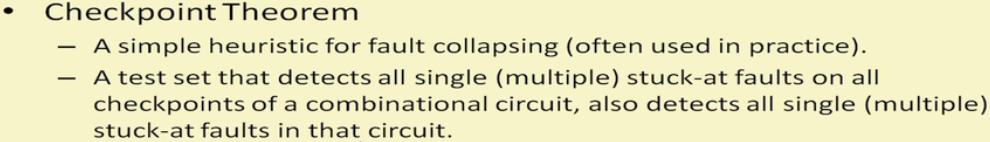 • Checkpoint Theorem
– A simple heuristic for fault collapsing (often used in practice).
– A test set that detects all single (multiple) stuck-at faults on all
checkpoints of a combinational circuit, also detects all single (multiple)
stuck-at faults in that circuit.